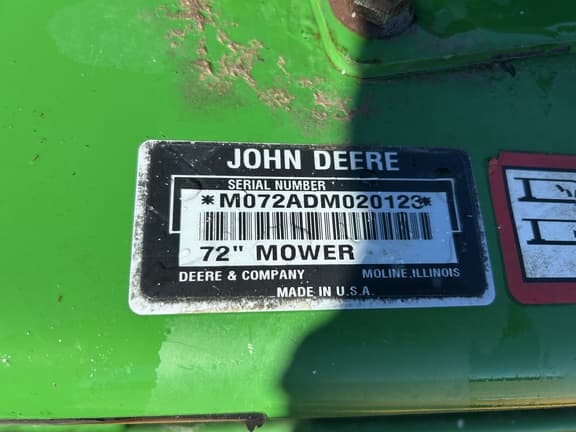 JOHN DEERE
SERIAL NUMBER
*M072ADM020123*
72" MOWER
DEERE & COMPANY MOLINE, ILLINOIS
MADE IN U.S.A.